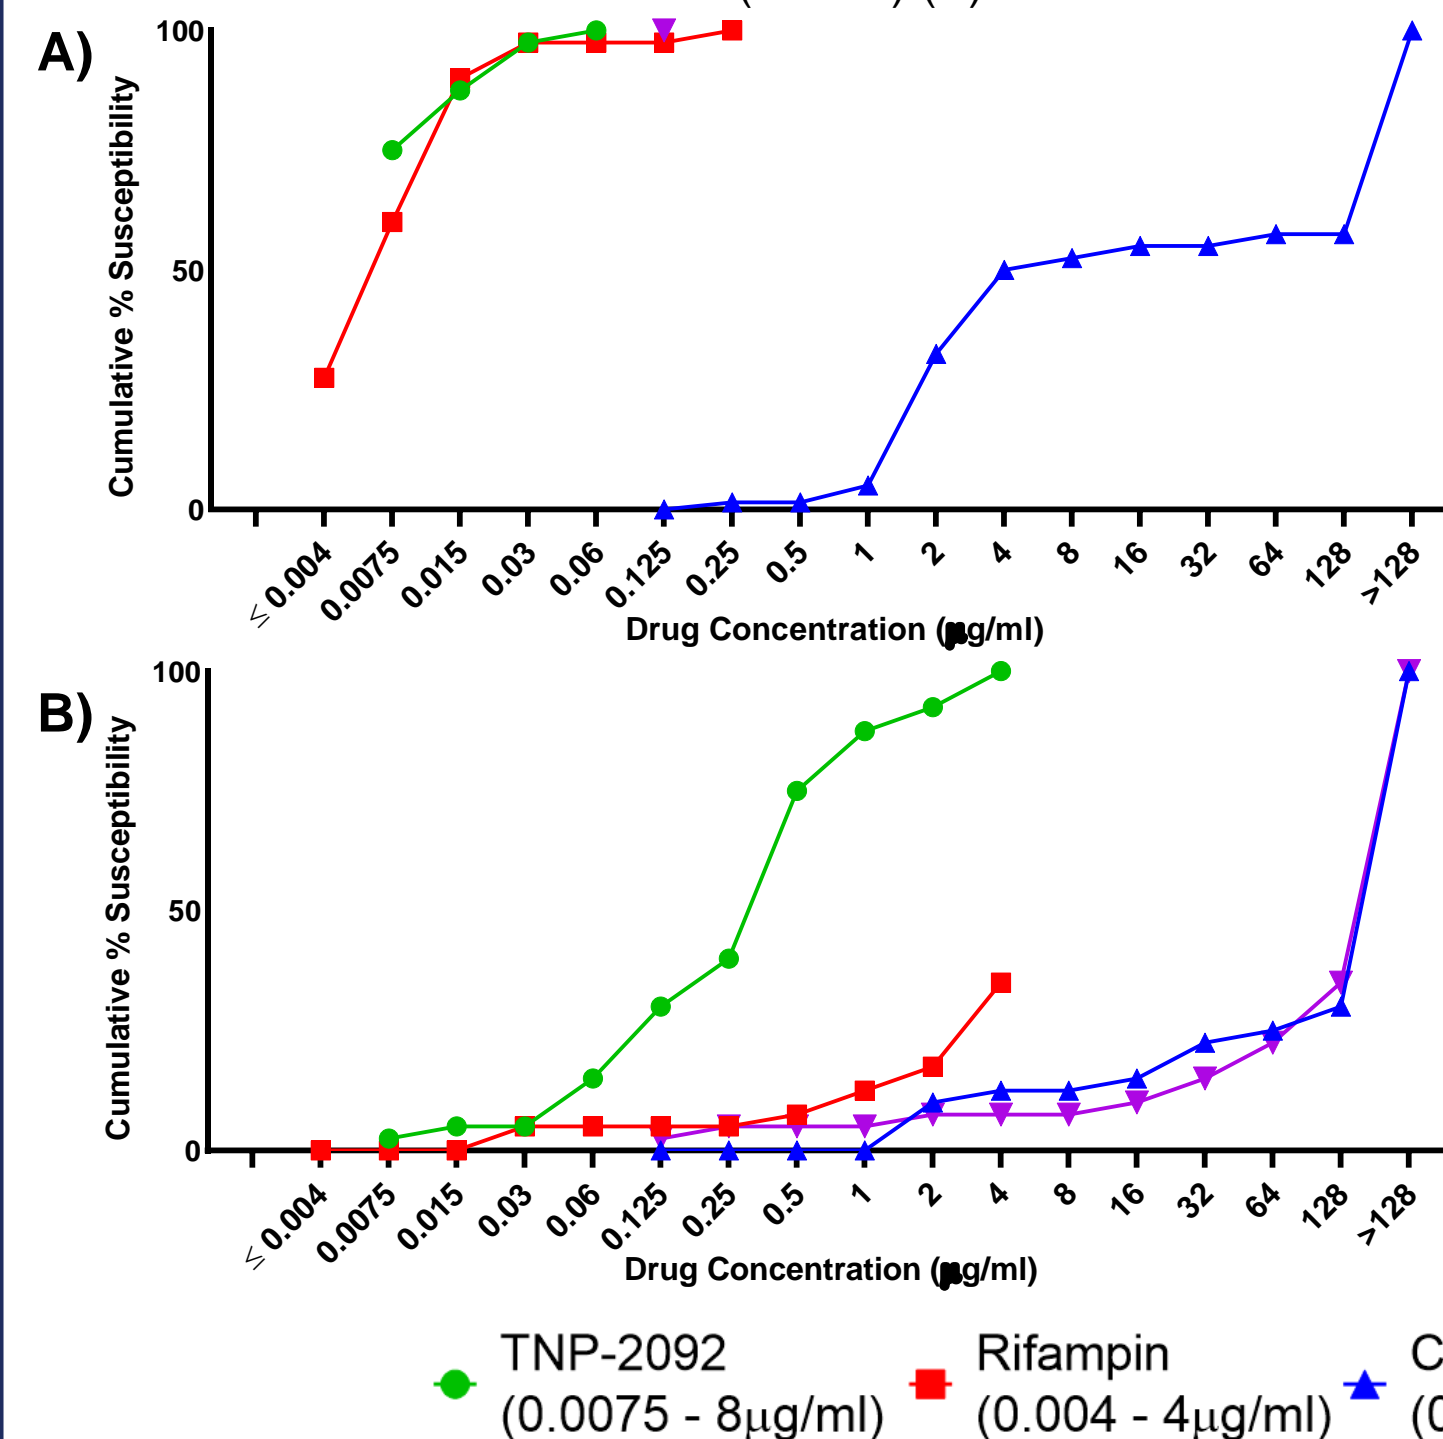 A)
100
50
0
Cumulative % Susceptibility
≤ 0.004 0.0075 0.015 0.03 0.06 0.125 0.25 0.5 1 2 4 8 16 32 64 128 >128
Drug Concentration (μg/ml)
B)
100
50
0
Cumulative % Susceptibility
≤ 0.004 0.0075 0.015 0.03 0.06 0.125 0.25 0.5 1 2 4 8 16 32 64 128 >128
Drug Concentration (μg/ml)
TNP-2092 Rifampin C
(0.0075 - 8μg/ml) (0.004 - 4μg/ml) (0